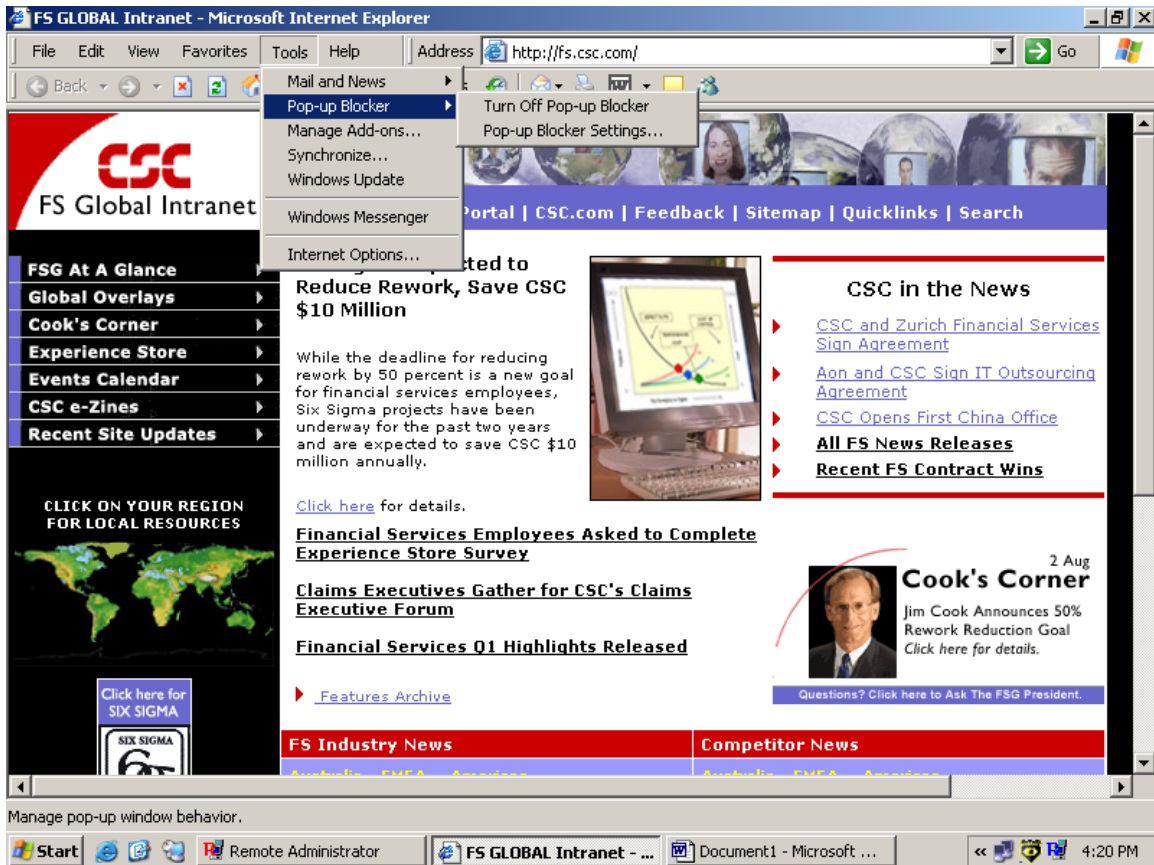 FS GLOBAL Intranet - Microsoft Internet Explorer
File Edit View Favorites Tools Help Address http://fs.csc.com/ Go
Back
Mail and News
Pop-up Blocker
Manage Add-ons...
Synchronize...
Windows Update
Windows Messenger
Internet Options...
Turn Off Pop-up Blocker
Pop-up Blocker Settings...
CSC
FS Global Intranet
| CSC.com | Feedback | Sitemap | Quicklinks | Search
FSG At A Glance
Global Overlays
Cook's Corner
Experience Store
Events Calendar
CSC e-Zines
Recent Site Updates
CLICK ON YOUR REGION
FOR LOCAL RESOURCES
Click here for
SIX SIGMA
SIX SIGMA
to
Reduce Rework, Save CSC
$10 Million
While the deadline for reducing
rework by 50 percent is a new goal
for financial services employees,
Six Sigma projects have been
underway for the past two years
and are expected to save CSC $10
million annually.
Click here for details.
Financial Services Employees Asked to Complete
Experience Store Survey
Claims Executives Gather for CSC's Claims
Executive Forum
Financial Services Q1 Highlights Released
Features Archive
CSC in the News
CSC and Zurich Financial Services
Sign Agreement
Aon and CSC Sign IT Outsourcing
Agreement
CSC Opens First China Office
All FS News Releases
Recent FS Contract Wins
2 Aug
Cook's Corner
Jim Cook Announces 50%
Rework Reduction Goal
Click here for details.
Questions? Click here to Ask The FSG President.
FS Industry News
Competitor News
Manage pop-up window behavior.
Start Remote Administrator FS GLOBAL Intranet - ... Document1 - Microsoft ... « 4:20 PM